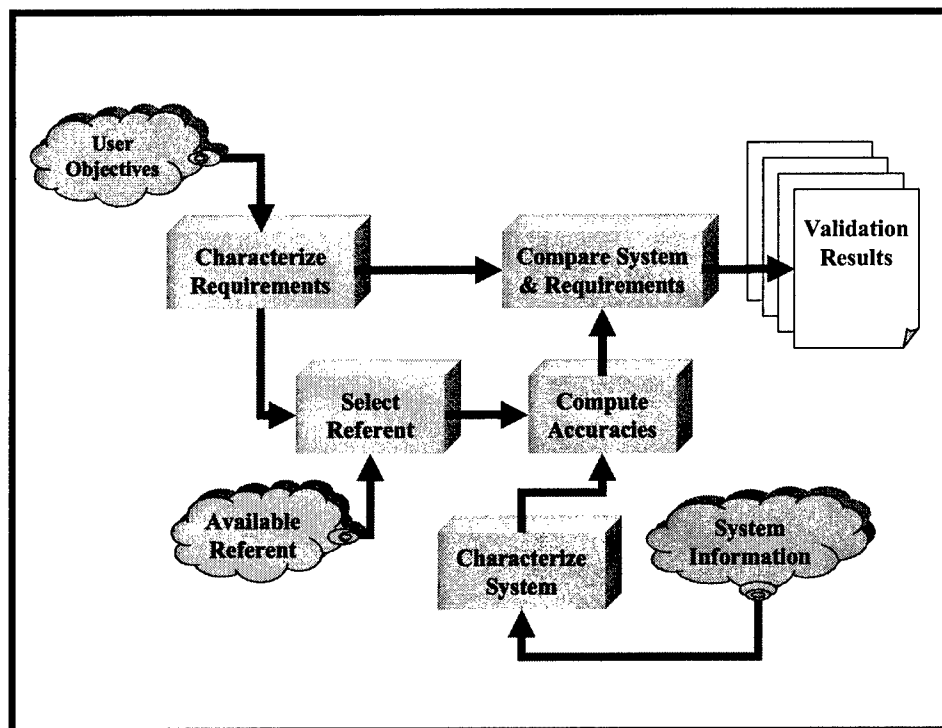 User
Objectives
Characterize
Requirements
Compare System
& Requirements
Validation
Results
Select
Referent
Compute
Accuracies
Available
Referent
Characterize
System
System
Information